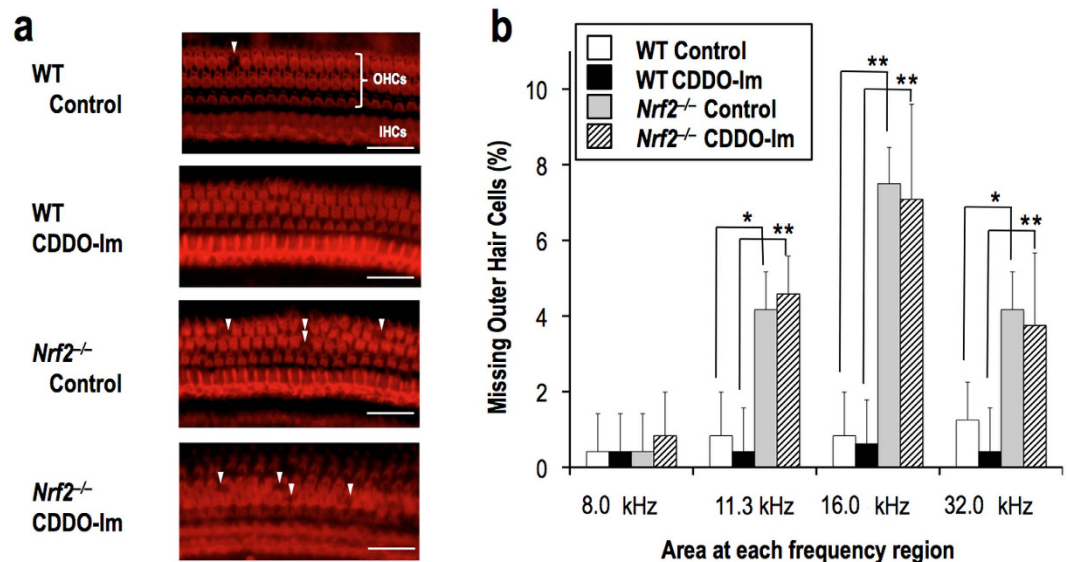 a
WT
Control
OHCs
IHCs
WT
CDDO-Im
Nrf2–/–
Control
Nrf2–/–
CDDO-Im
b
WT Control
WT CDDO-Im
Nrf2–/– Control
Nrf2–/– CDDO-Im
Missing Outer Hair Cells (%)
10
8
6
4
2
0
* **
** **
* **
8.0 kHz 11.3 kHz 16.0 kHz 32.0 kHz
Area at each frequency region